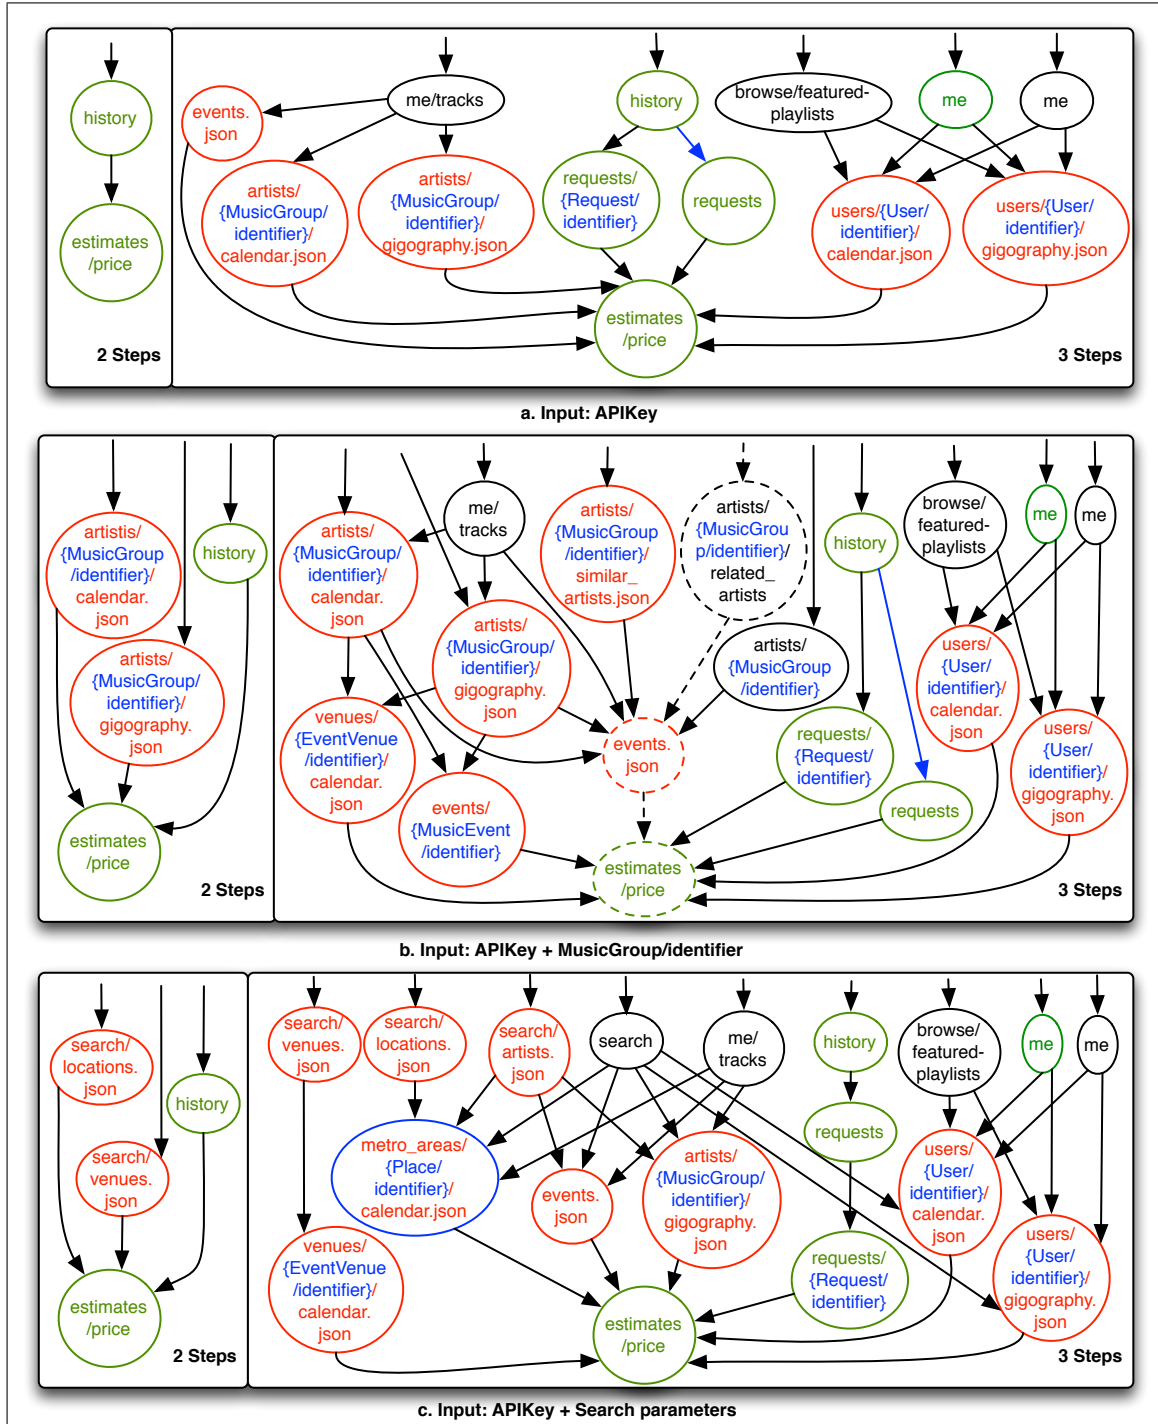 history
estimates
/price
2 Steps
events.
json
me/tracks
history
browse/featured-
playlists
me
me
artists/
{MusicGroup/
identifier}/
calendar.json
artists/
{MusicGroup/
identifier}/
gigography.json
requests/
{Request/
identifier}
requests
users/{User/
identifier}/
calendar.json
users/{User/
identifier}/
gigography.json
estimates
/price
3 Steps
a. Input: APIKey
artistis/
{MusicGroup
/identifier}/
calendar.
json
history
artists/
{MusicGroup/
identifier}/
gigography.
json
estimates
/price
2 Steps
artists/
{MusicGroup/
identifier}/
calendar.
json
me/
tracks
artists/
{MusicGroup
/identifier}/
similar_
artists.json
artists/
{MusicGrou
p/identifier}/
related_
artists
history
browse/
featured-
playlists
me
me
artists/
{MusicGroup/
identifier}/
gigography.
json
artists/
{MusicGroup
/identifier}
users/
{User/
identifier}/
calendar.
json
venues/
{EventVenue
/identifier}/
calendar.
json
events.
json
requests/
{Request/
identifier}
users/
{User/
identifier}/
gigography.
json
events/
{MusicEvent
/identifier}
requests
estimates
/price
3 Steps
b. Input: APIKey + MusicGroup/identifier
search/
locations.
json
history
search/
venues.
json
estimates
/price
2 Steps
search/
venues.
json
search/
locations.
json
search/
artists.
json
search
me/
tracks
history
browse/
featured-
playlists
me
me
requests
metro_areas/
{Place/
identifier}/
calendar.json
events.
json
artists/
{MusicGroup/
identifier}/
gigography.
json
users/
{User/
identifier}/
calendar.
json
venues/
{EventVenue
/identifier}/
calendar.
json
requests/
{Request/
identifier}
users/
{User/
identifier}/
gigography.
json
estimates
/price
3 Steps
c. Input: APIKey + Search parameters